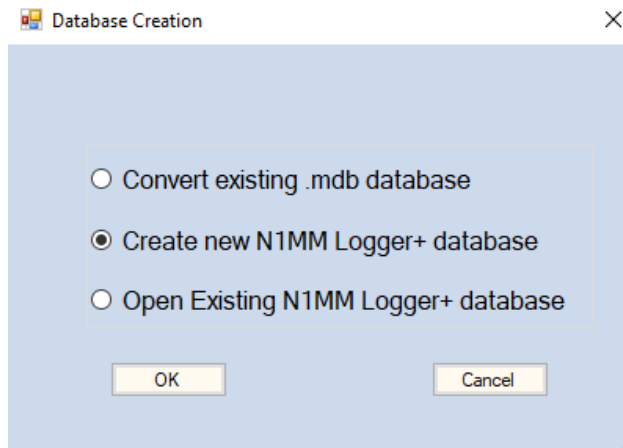 Database Creation
Convert existing .mdb database
Create new N1MM Logger+ database
Open Existing N1MM Logger+ database
OK Cancel